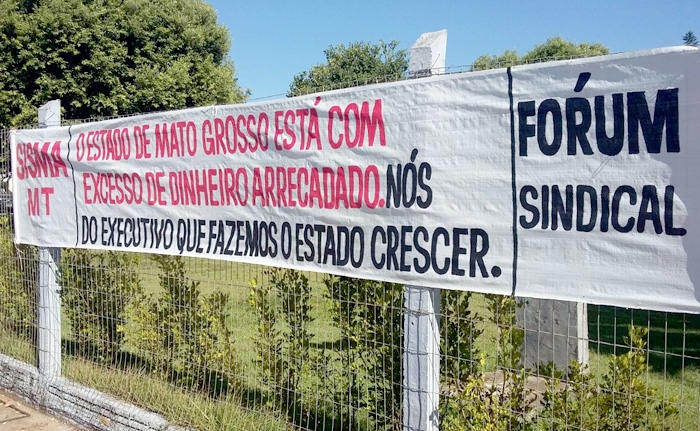 SISMA
MT
O ESTADO DE MATO GROSSO ESTÁ COM
EXCESSO DE DINHEIRO ARRECADADO. NÓS
DO EXECUTIVO QUE FAZEMOS O ESTADO CRESCER.
FOŔUM
SINDICAL